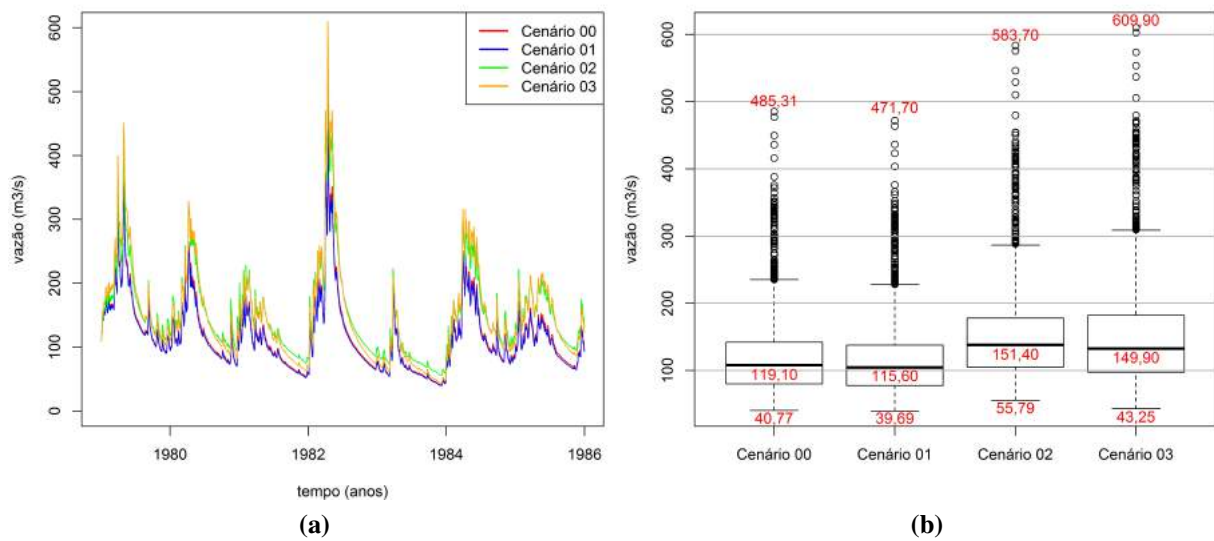 Cenário 00
Cenário 01
Cenário 02
Cenário 03
vazão (m3/s)
600
500
400
300
200
100
0
1980
1982
1984
1986
tempo (anos)
(a)
vazão (m3/s)
600
500
400
300
200
100
485,31
471,70
583,70
609,90
119,10
115,60
151,40
149,90
40,77
39,69
55,79
43,25
Cenário 00
Cenário 01
Cenário 02
Cenário 03
(b)